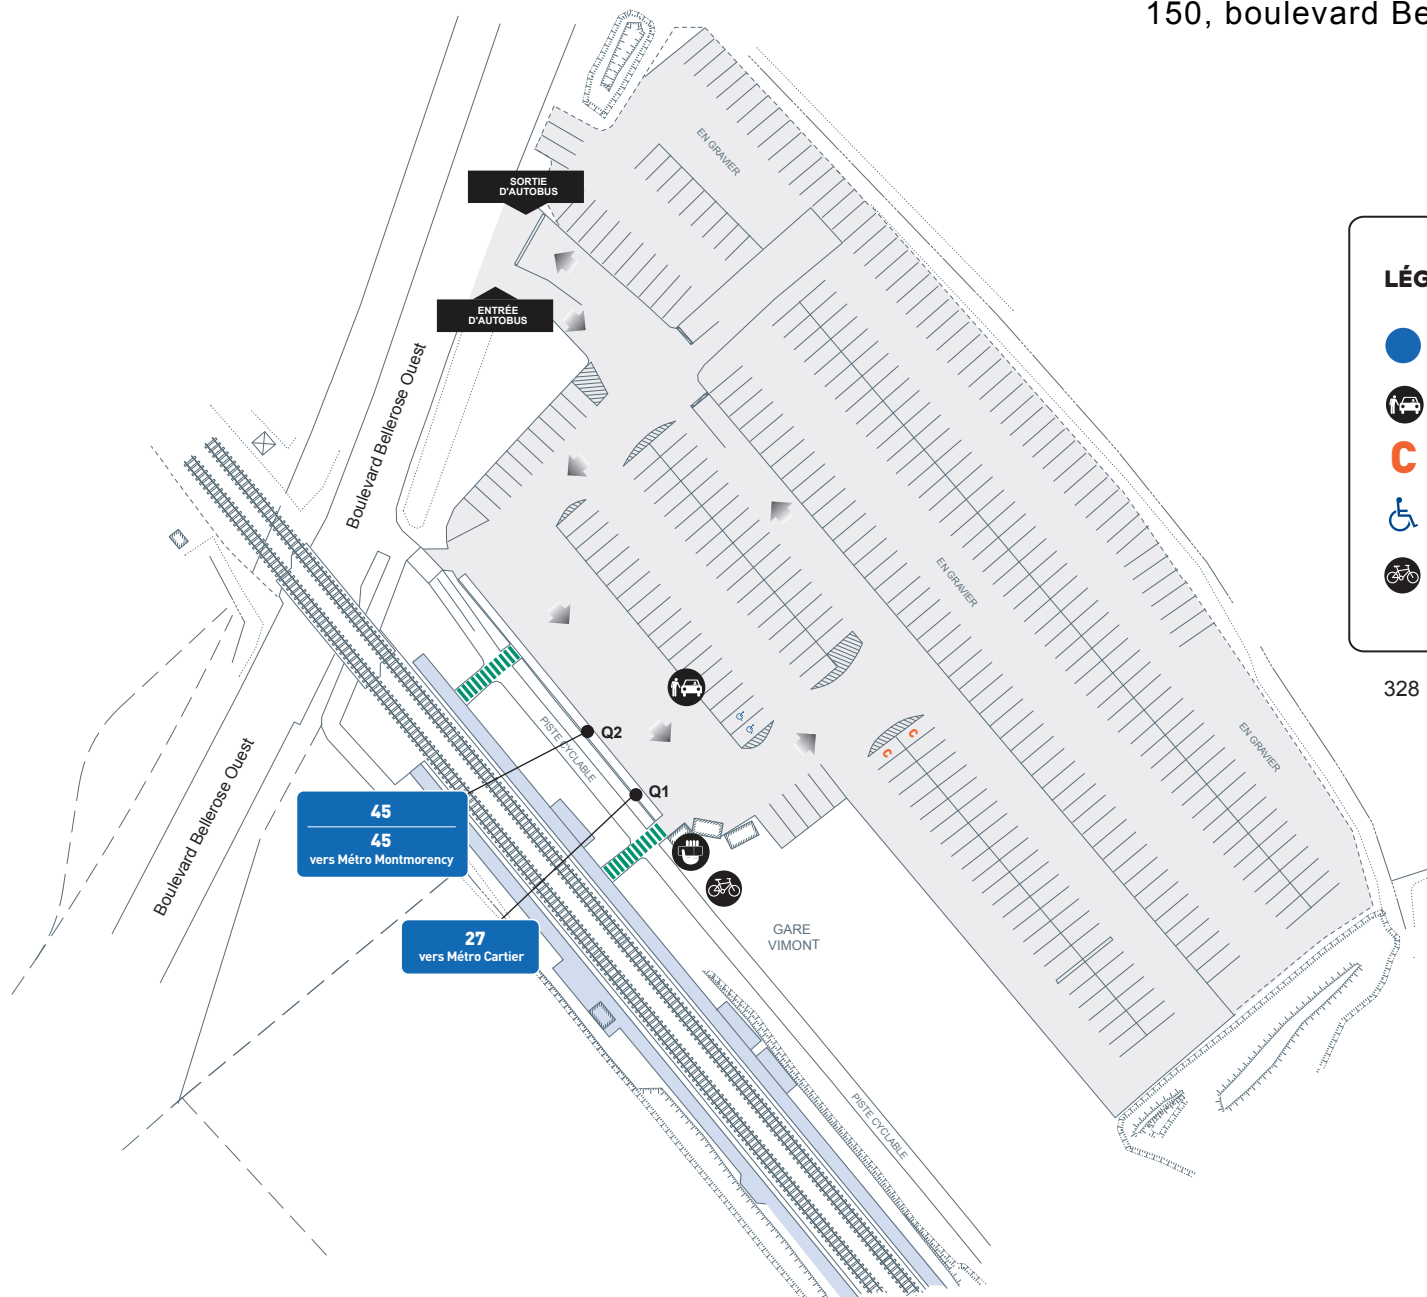 150, boulevard Be
EN GRAVIER
SORTIE
D'AUTOBUS
ENTRÉE
D'AUTOBUS
LÉG
C
328
Boulevard Bellerose Ouest
EN GRAVIER
EN GRAVIER
C
C
PISTE CYCLABLE
Q2
Q1
45
45
vers Métro Montmorency
27
vers Métro Cartier
Boulevard Bellerose Ouest
GARE
VIMONT
PISTE CYCLABLE